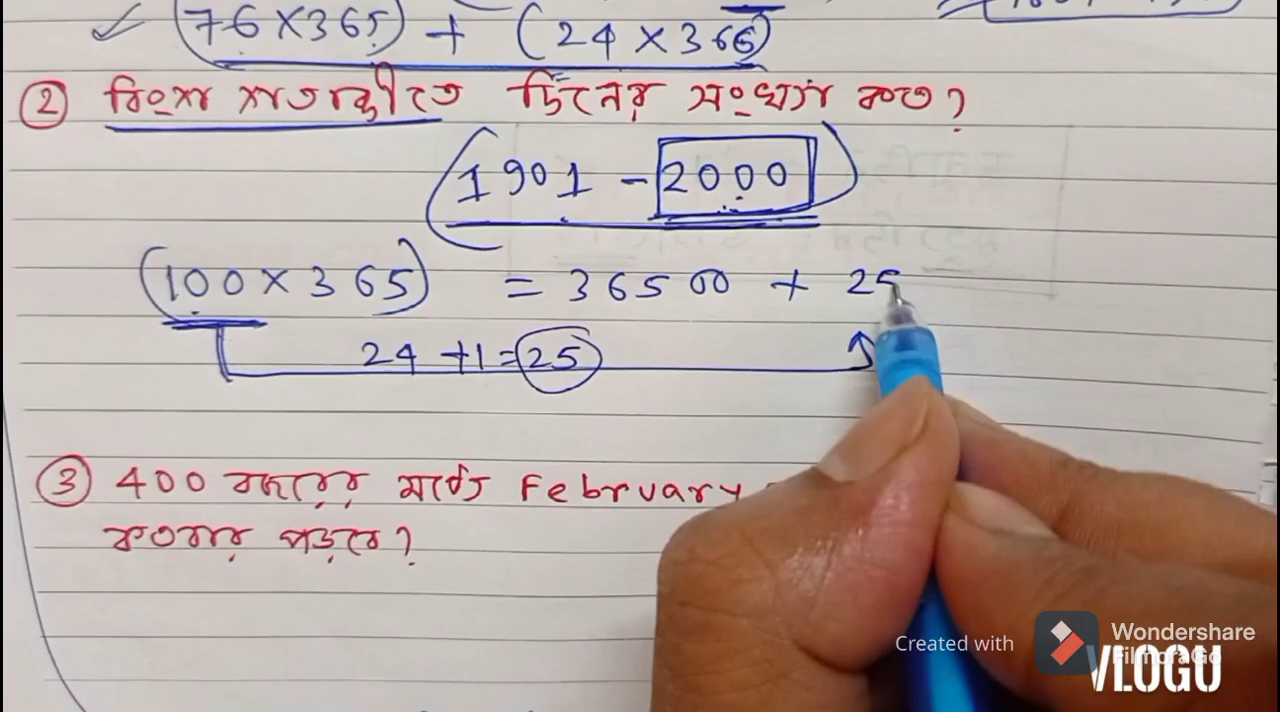 (76×365) + (24×366)
② বিংশ শতাব্দীতে দিনের সংখ্যা কত?
(1901 - 2000)
(100×365) = 36500 + 25
24 +1=25
③ 400 বছরের মধ্যে February
কতবার পড়বে?
Created with
Wondershare
FilmoraGo
VLOGU